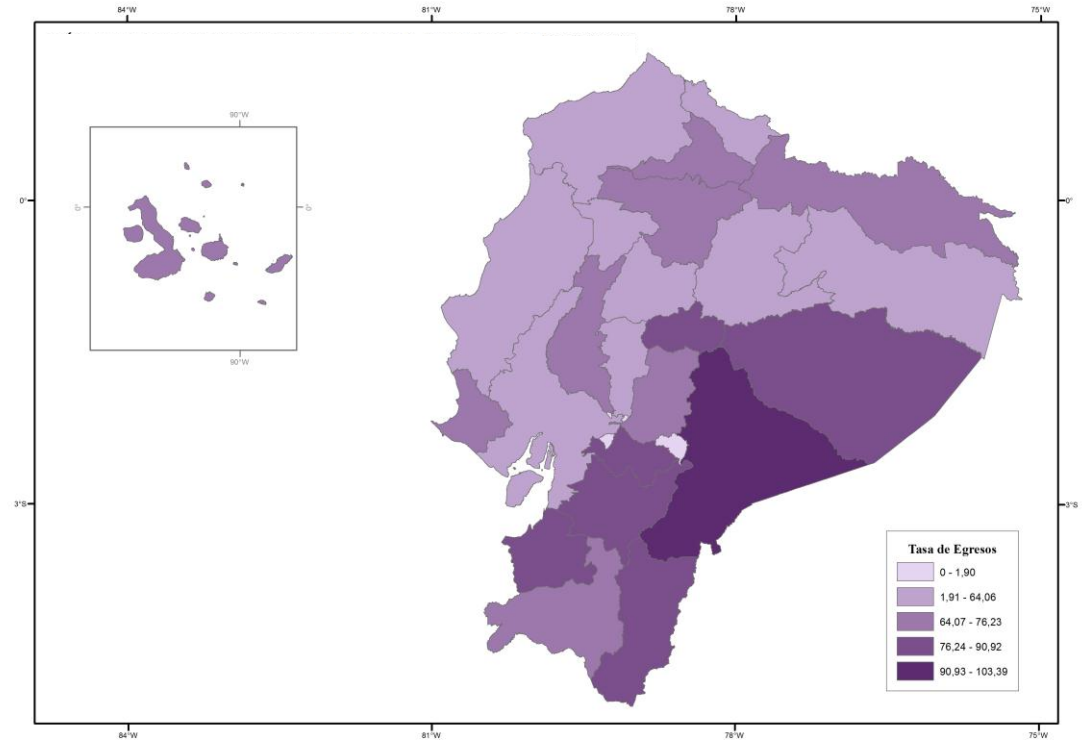 84°W 81°W 78°W 75°W
90°W
0° 0°
0° 0°
90°W
3°S 3°S
Tasa de Egresos
0 - 1,90
1,91 - 64,06
64,07 - 76,23
76,24 - 90,92
90,93 - 103,39
84°W 81°W 78°W 75°W